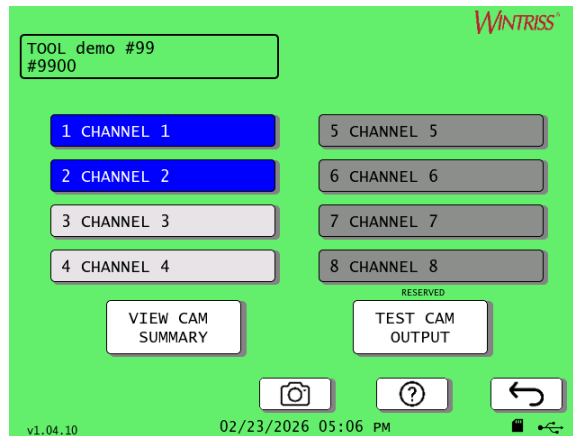 WINTRISS®
TOOL demo #99
#9900
1 CHANNEL 1
5 CHANNEL 5
2 CHANNEL 2
6 CHANNEL 6
3 CHANNEL 3
7 CHANNEL 7
4 CHANNEL 4
8 CHANNEL 8
RESERVED
VIEW CAM
SUMMARY
TEST CAM
OUTPUT
?
v1.04.10
02/23/2026 05:06 PM